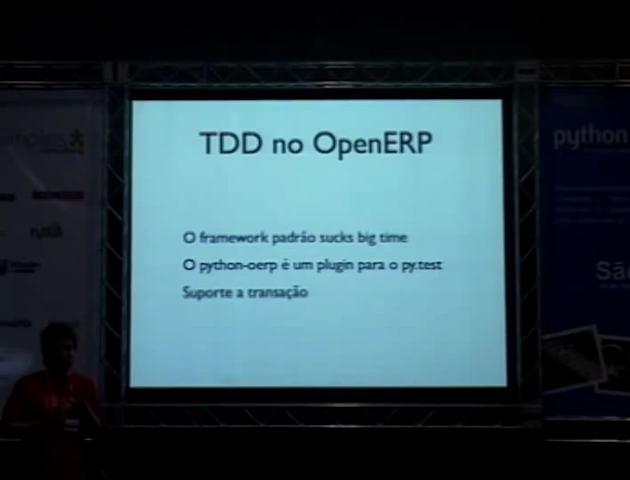 TDD no OpenERP
O framework padrão sucks big time
O python-oerp é um plugin para o py.test
Suporte a transação
python
Sã